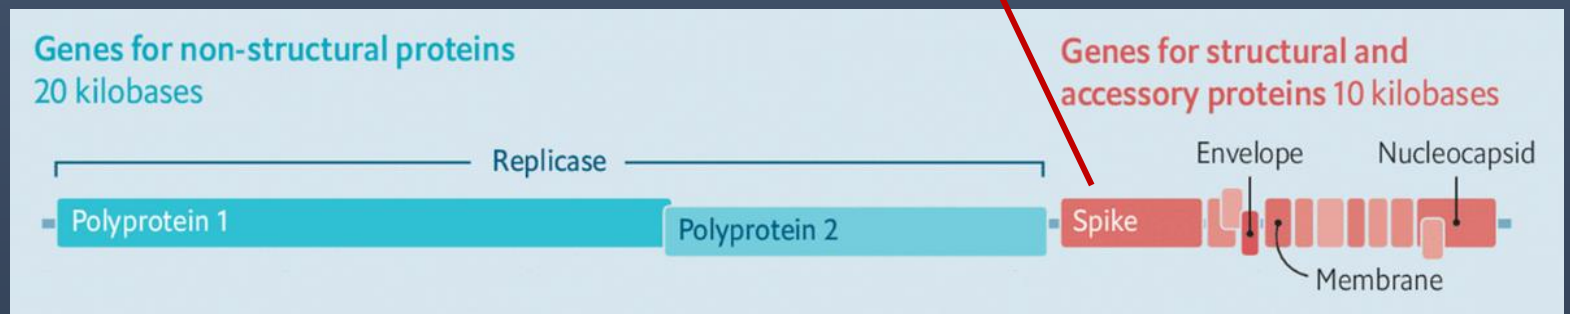 Genes for non-structural proteins
20 kilobases
Genes for structural and
accessory proteins 10 kilobases
Replicase
Envelope
Nucleocapsid
Polyprotein 1
Polyprotein 2
Spike
Membrane